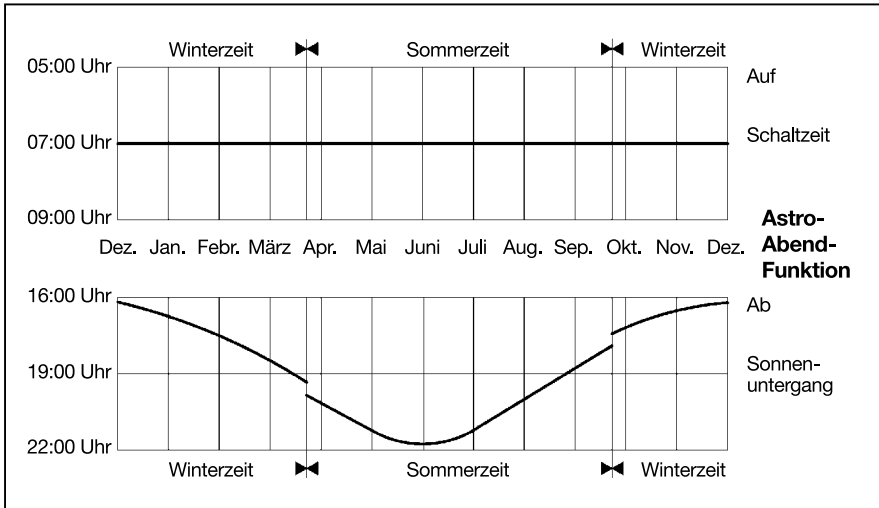 Winterzeit Sommerzeit Winterzeit
05:00 Uhr
Auf
07:00 Uhr
Schaltzeit
09:00 Uhr
Dez. Jan. Febr. März Apr. Mai Juni Juli Aug. Sep. Okt. Nov. Dez.
Astro-
Abend-
Funktion
16:00 Uhr
Ab
19:00 Uhr
Sonnen-
untergang
22:00 Uhr
Winterzeit Sommerzeit Winterzeit